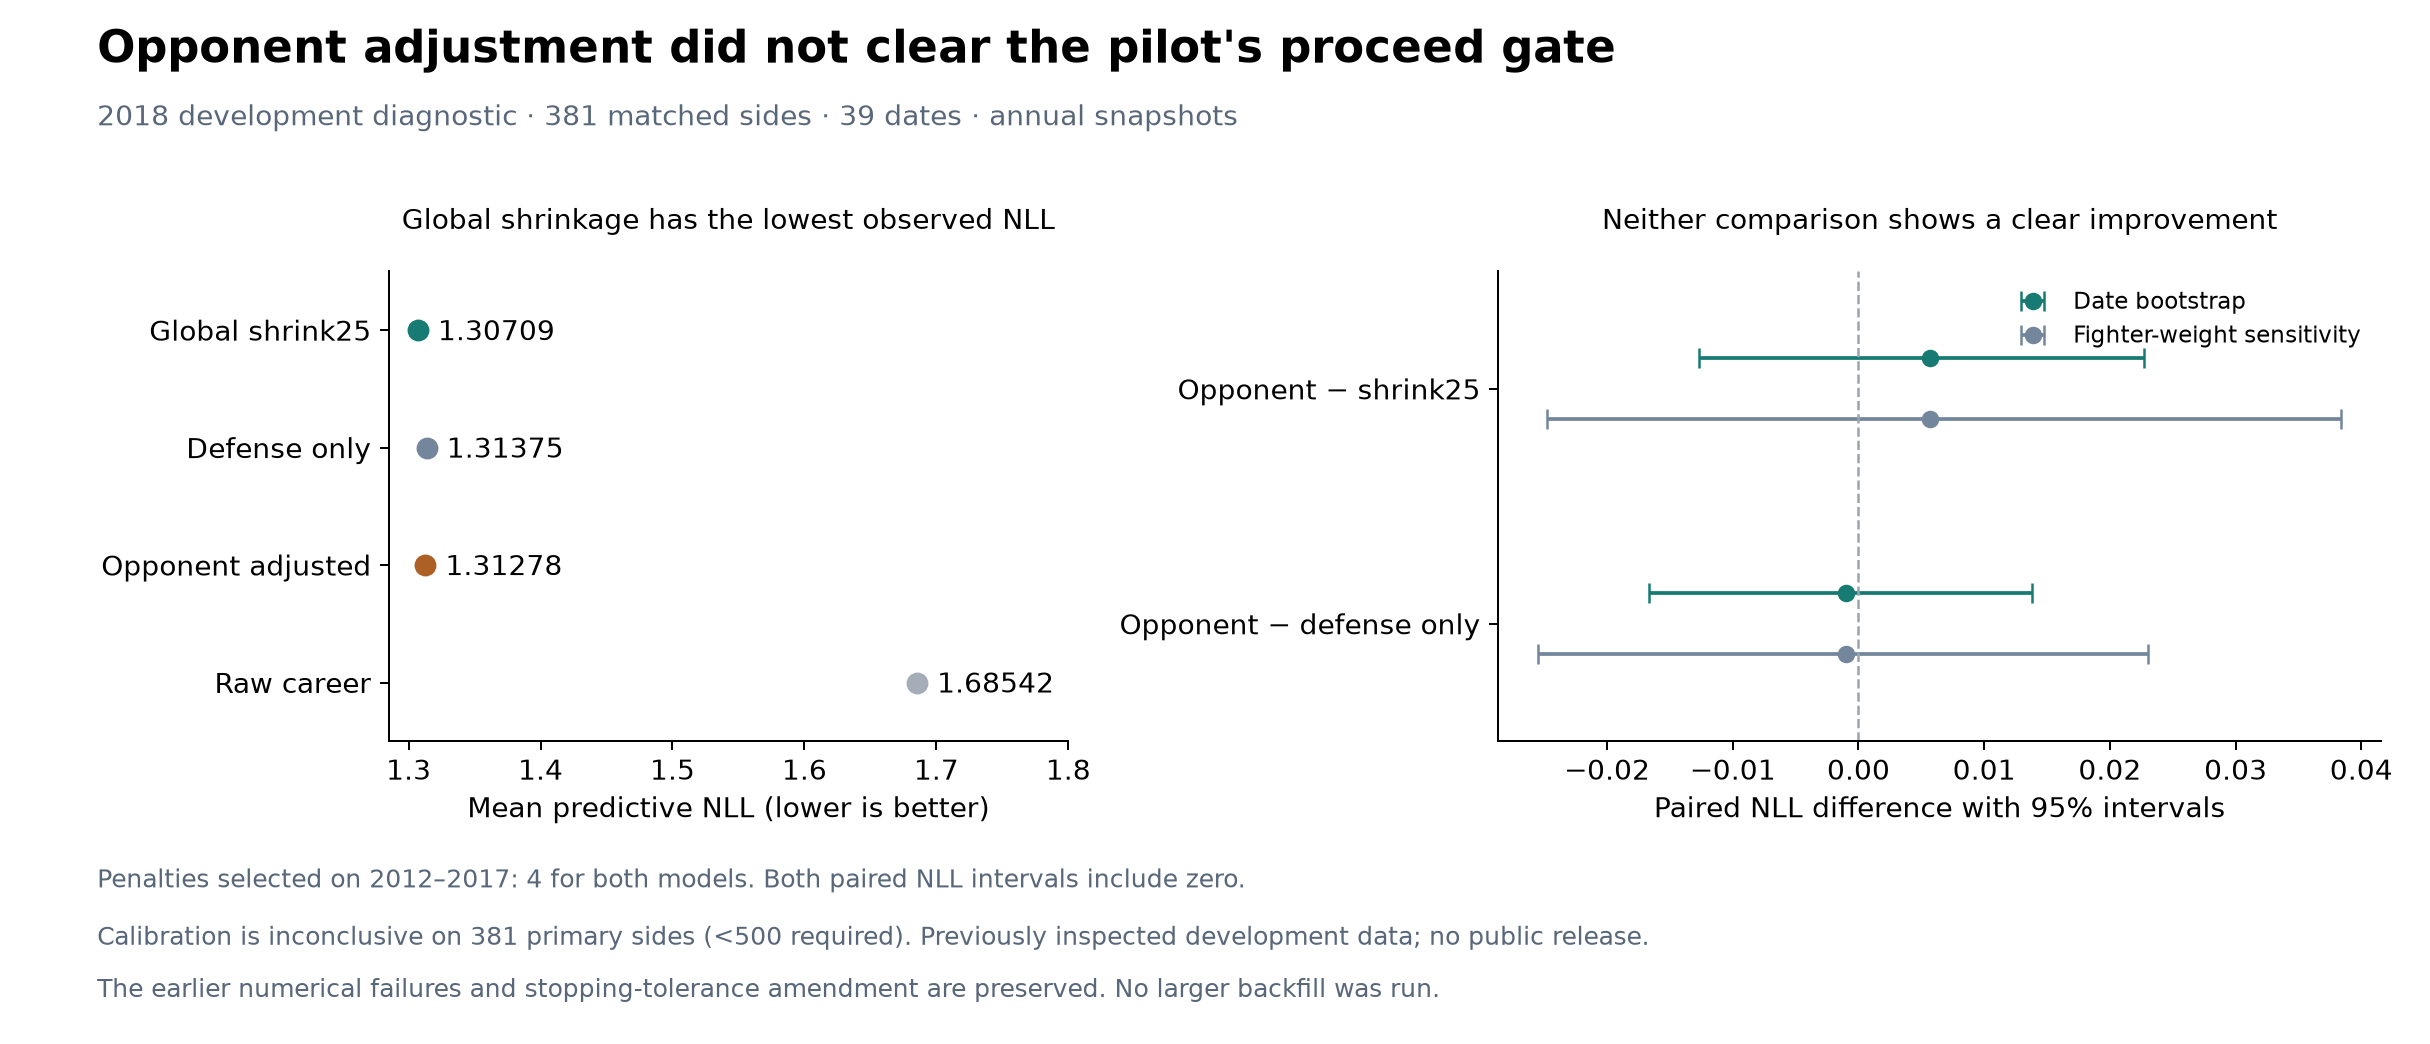 Opponent adjustment did not clear the pilot's proceed gate
2018 development diagnostic · 381 matched sides · 39 dates · annual snapshots
Global shrinkage has the lowest observed NLL
Global shrink25
1.30709
Defense only
1.31375
Opponent adjusted
1.31278
Raw career
1.68542
1.3 1.4 1.5 1.6 1.7 1.8
Mean predictive NLL (lower is better)
Neither comparison shows a clear improvement
Date bootstrap
Fighter-weight sensitivity
Opponent − shrink25
Opponent − defense only
−0.02 −0.01 0.00 0.01 0.02 0.03 0.04
Paired NLL difference with 95% intervals
Penalties selected on 2012–2017: 4 for both models. Both paired NLL intervals include zero.
Calibration is inconclusive on 381 primary sides (<500 required). Previously inspected development data; no public release.
The earlier numerical failures and stopping-tolerance amendment are preserved. No larger backfill was run.